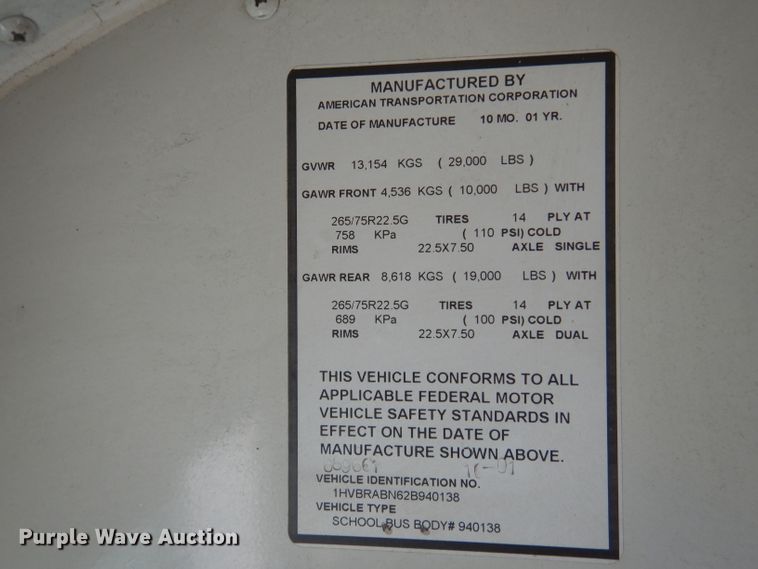 MANUFACTURED BY
AMERICAN TRANSPORTATION CORPORATION
DATE OF MANUFACTURE 10 MO. 01 YR.
GVWR 13,154 KGS ( 29,000 LBS )
GAWR FRONT 4,536 KGS ( 10,000 LBS ) WITH
265/75R22.5G TIRES 14 PLY AT
758 KPa ( 110 PSI) COLD
RIMS 22.5X7.50 AXLE SINGLE
GAWR REAR 8,618 KGS ( 19,000 LBS ) WITH
265/75R22.5G TIRES 14 PLY AT
689 KPa ( 100 PSI) COLD
RIMS 22.5X7.50 AXLE DUAL
THIS VEHICLE CONFORMS TO ALL
APPLICABLE FEDERAL MOTOR
VEHICLE SAFETY STANDARDS IN
EFFECT ON THE DATE OF
MANUFACTURE SHOWN ABOVE.
VEHICLE IDENTIFICATION NO.
1HVBRABN62B940138
VEHICLE TYPE
SCHOOL BUS BODY# 940138
Purple Wave Auction